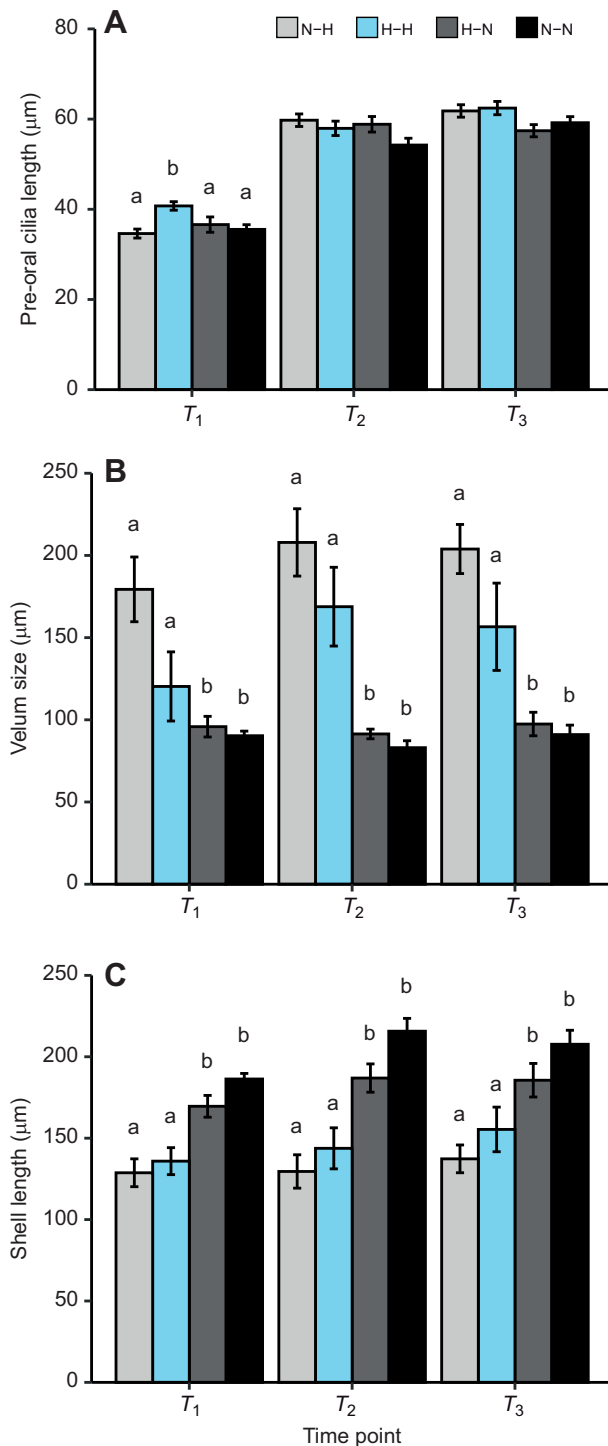 A
N–H H–H H–N N–N
80
60
40
20
0
Pre-oral cilia length (μm)
a b a a
T1 T2 T3
B
250
200
150
100
50
0
Velum size (μm)
a a b b a a b b a a b b
T1 T2 T3
C
250
200
150
100
50
0
Shell length (μm)
a a b b a a b b a a b b
T1 T2 T3
Time point